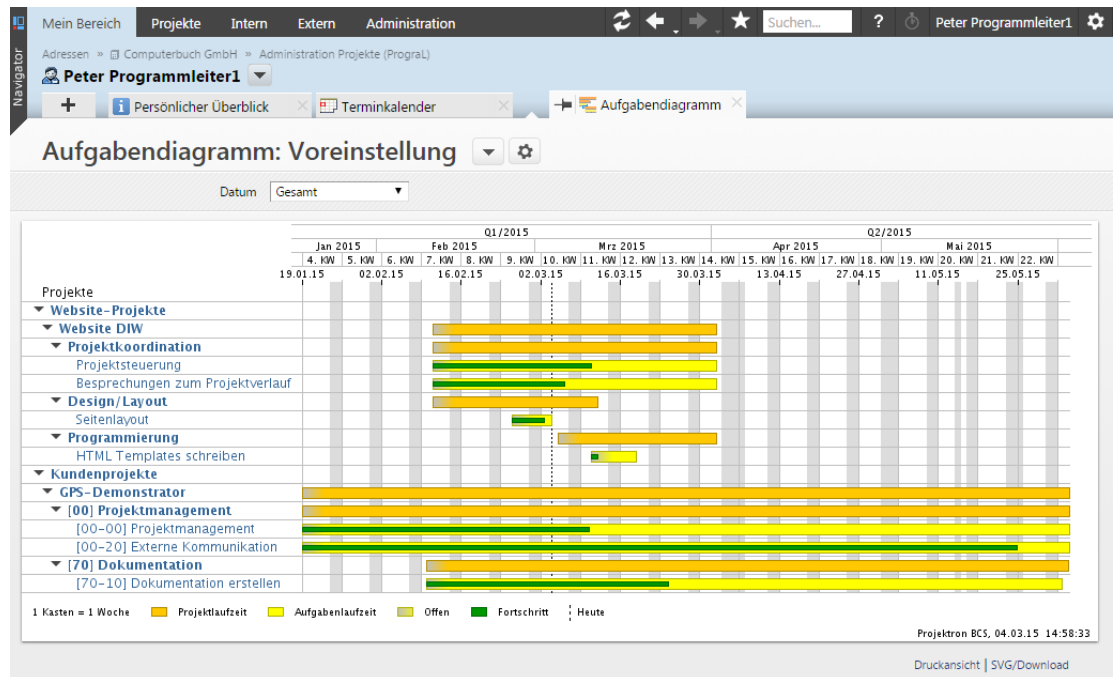 Mein Bereich Projekte Intern Extern Administration Suchen... ? Peter Programmleiter1
Navigator
Adressen » Computerbuch GmbH » Administration Projekte (PrograL)
Peter Programmleiter1
+ Persönlicher Überblick Terminkalender Aufgabendiagramm
Aufgabendiagramm: Voreinstellung
Datum Gesamt
Q1/2015 Q2/2015
Jan 2015 Feb 2015 Mrz 2015 Apr 2015 Mai 2015
4. KW 5. KW 6. KW 7. KW 8. KW 9. KW 10. KW 11. KW 12. KW 13. KW 14. KW 15. KW 16. KW 17. KW 18. KW 19. KW 20. KW 21. KW 22. KW
19.01.15 02.02.15 16.02.15 02.03.15 16.03.15 30.03.15 13.04.15 27.04.15 11.05.15 25.05.15
Projekte
Website-Projekte
Website DIW
Projektkoordination
Projektsteuerung
Besprechungen zum Projektverlauf
Design/Layout
Seitenlayout
Programmierung
HTML Templates schreiben
Kundenprojekte
GPS-Demonstrator
[00] Projektmanagement
[00-00] Projektmanagement
[00-20] Externe Kommunikation
[70] Dokumentation
[70-10] Dokumentation erstellen
1 Kasten = 1 Woche Projektlaufzeit Aufgabenlaufzeit Offen Fortschritt Heute
Projektron BCS, 04.03.15 14:58:33
Druckansicht | SVG/Download